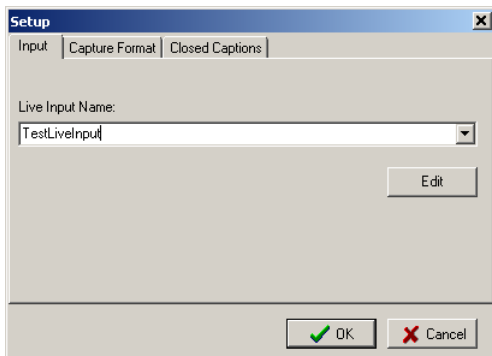 Setup
Input Capture Format Closed Captions
Live Input Name:
TestLiveInput
Edit
OK Cancel